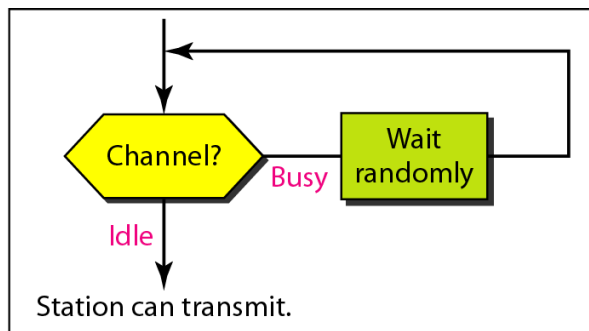 Channel?
Busy
Wait
randomly
Idle
Station can transmit.